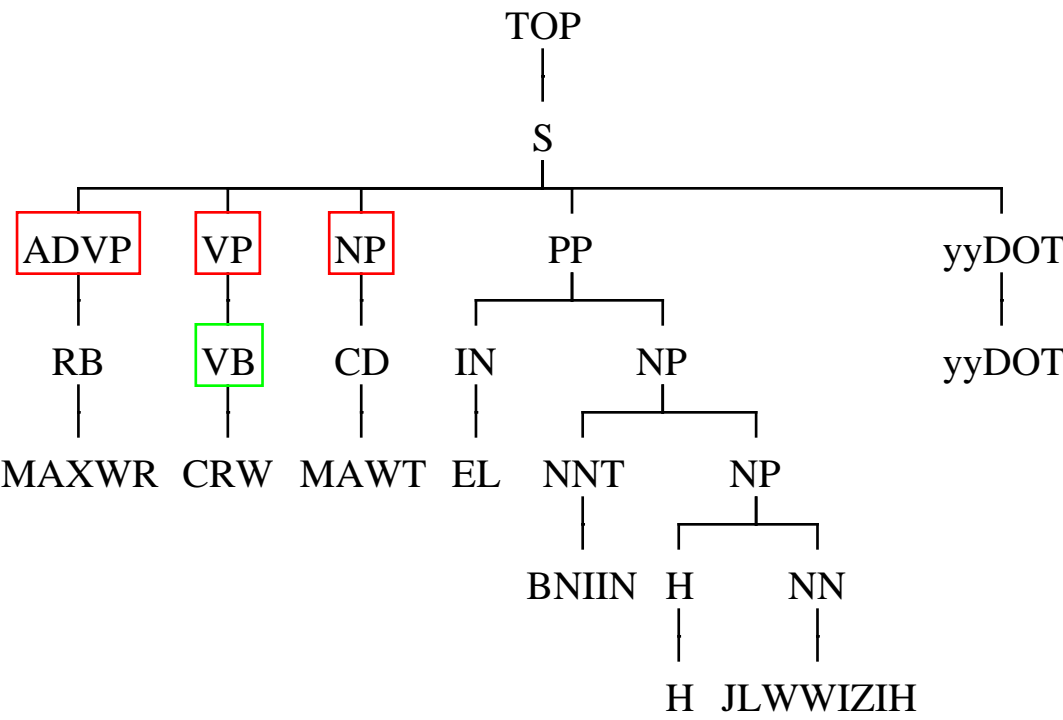 TOP
S
ADVP VP NP PP yyDOT
RB VB CD IN NP yyDOT
MAXWR CRW MAWT EL NNT NP
BNIIN H NN
H JLWWIZIH